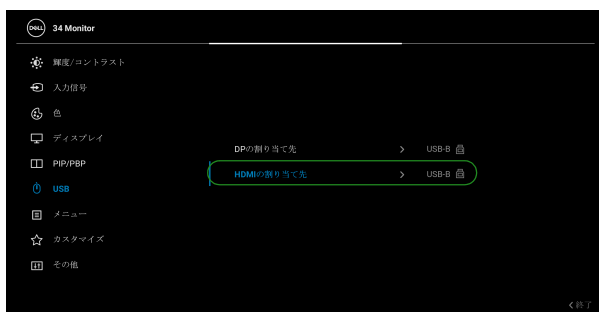 DELL 34 Monitor
輝度/コントラスト
入力信号
色
ディスプレイ
DPの割り当て先 > USB-B
PIP/PBP
HDMIの割り当て先 > USB-B
USB
メニュー
カスタマイズ
その他
<終了